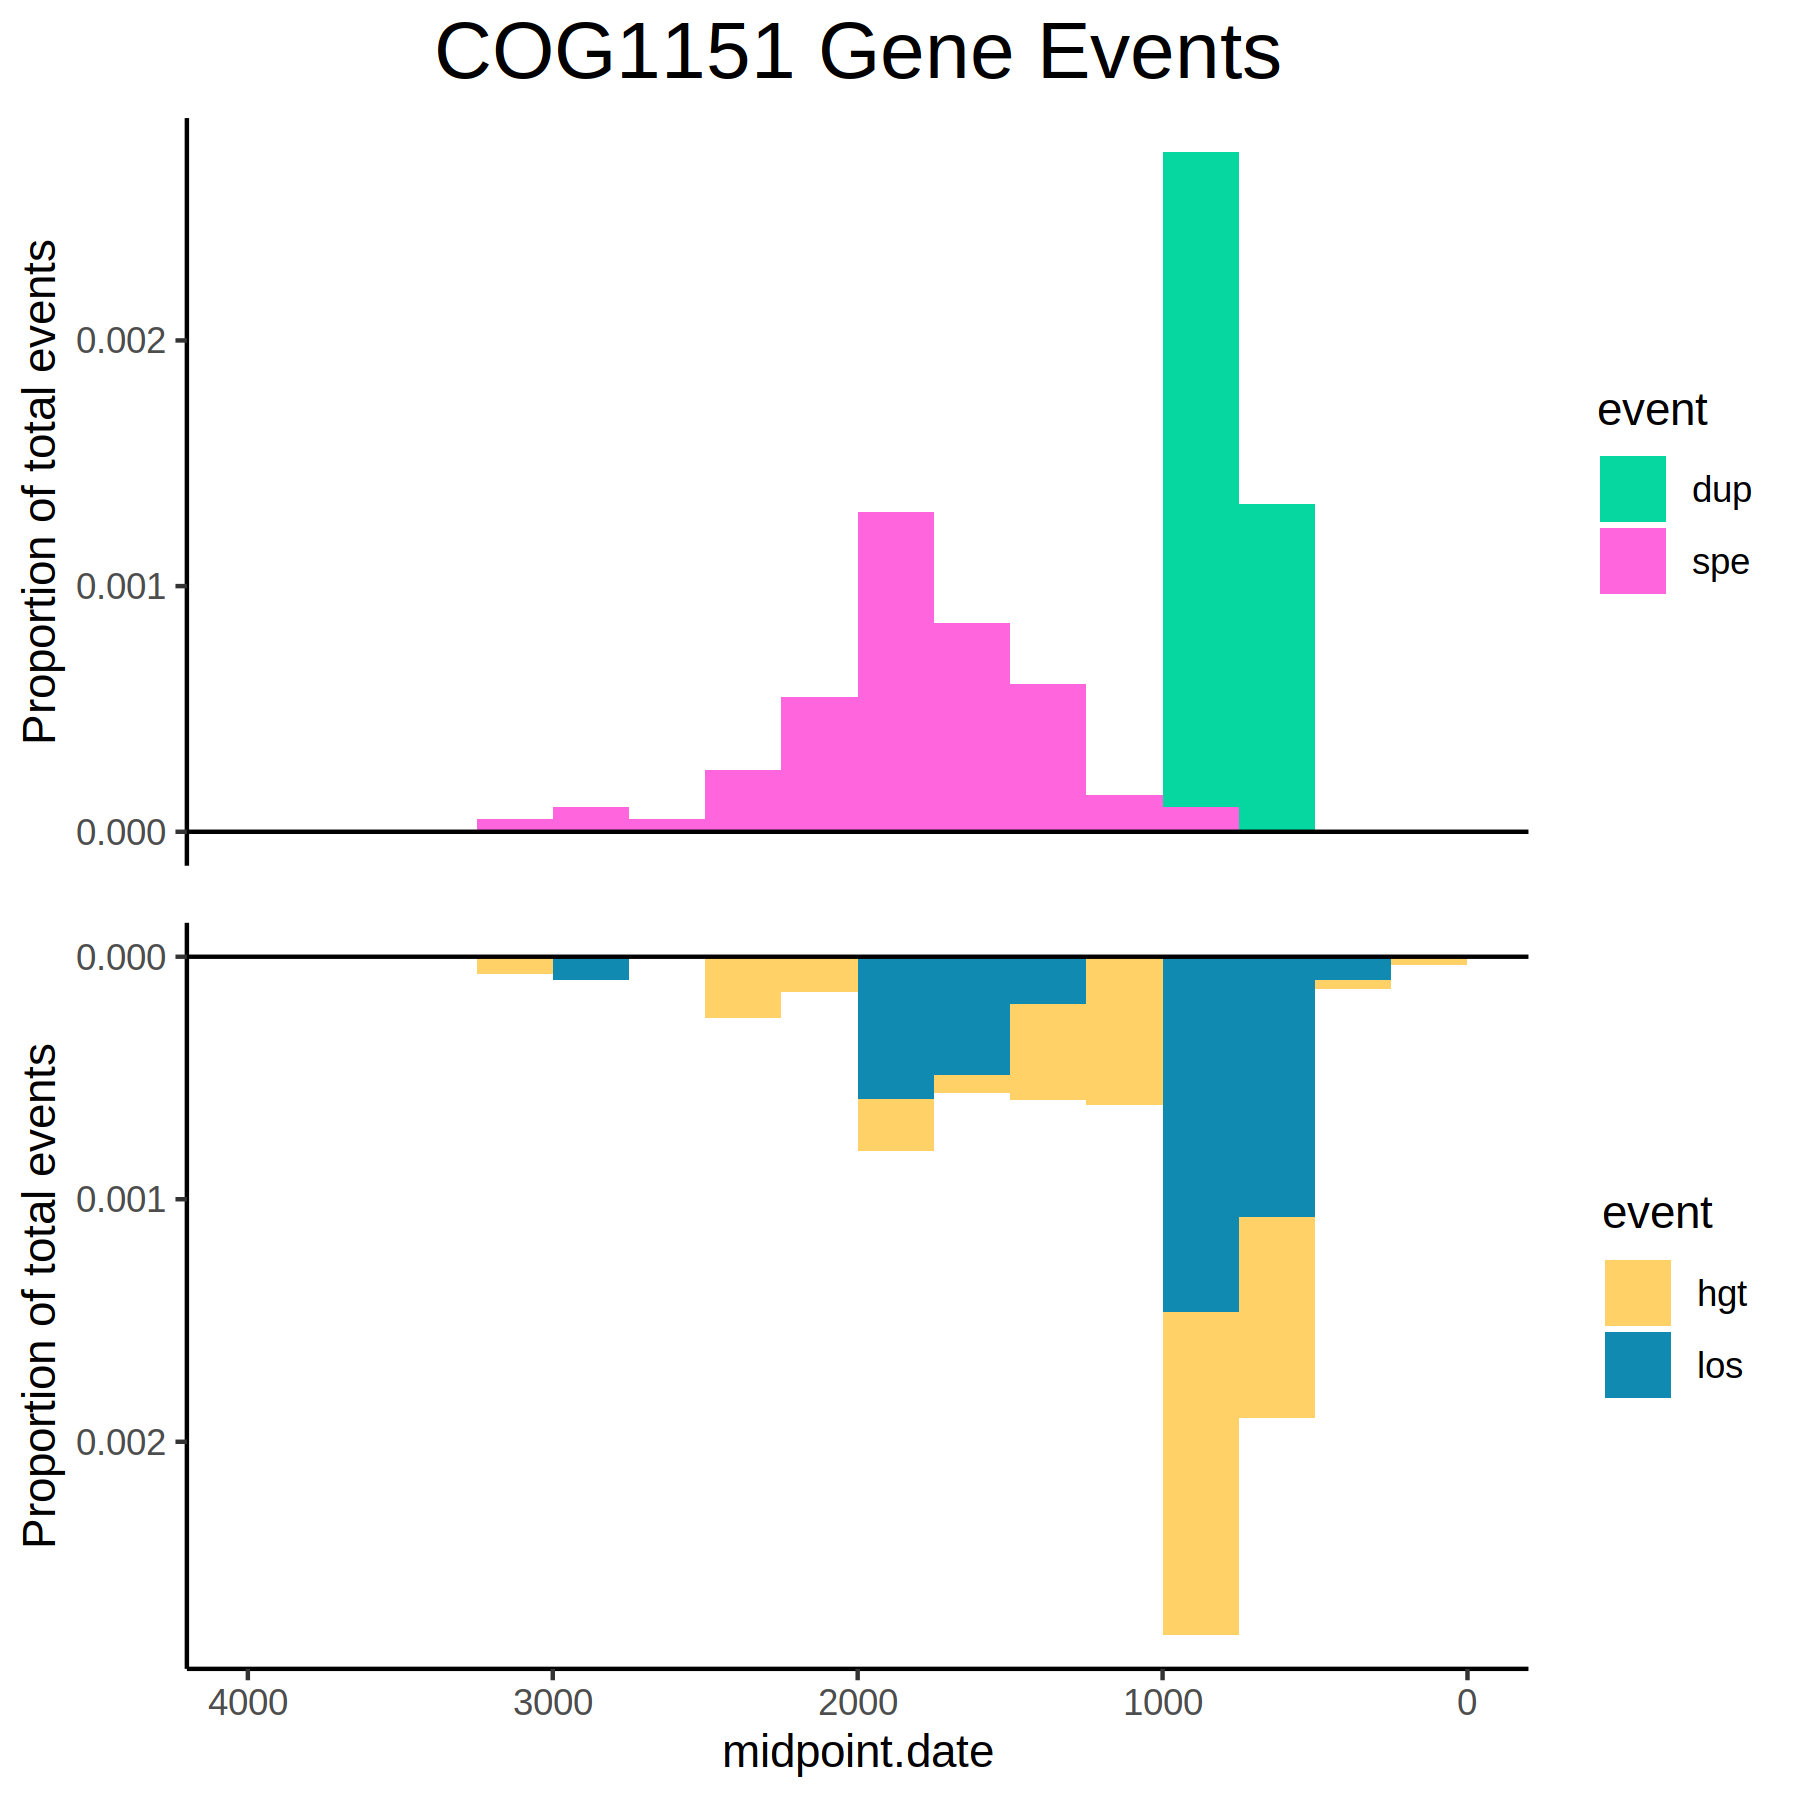 COG1151 Gene Events
Proportion of total events
0.002
0.001
0.000
event
dup
spe
Proportion of total events
0.000
0.001
0.002
event
hgt
los
4000 3000 2000 1000 0
midpoint.date